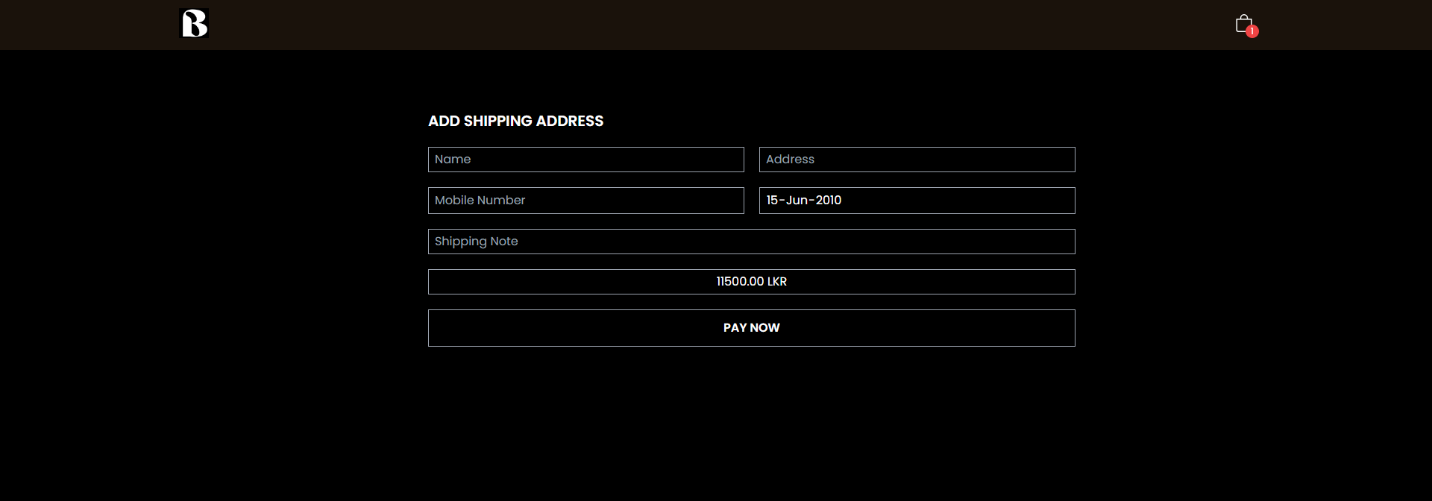 B
1
ADD SHIPPING ADDRESS
Name
Address
Mobile Number
15-Jun-2010
Shipping Note
11500.00 LKR
PAY NOW